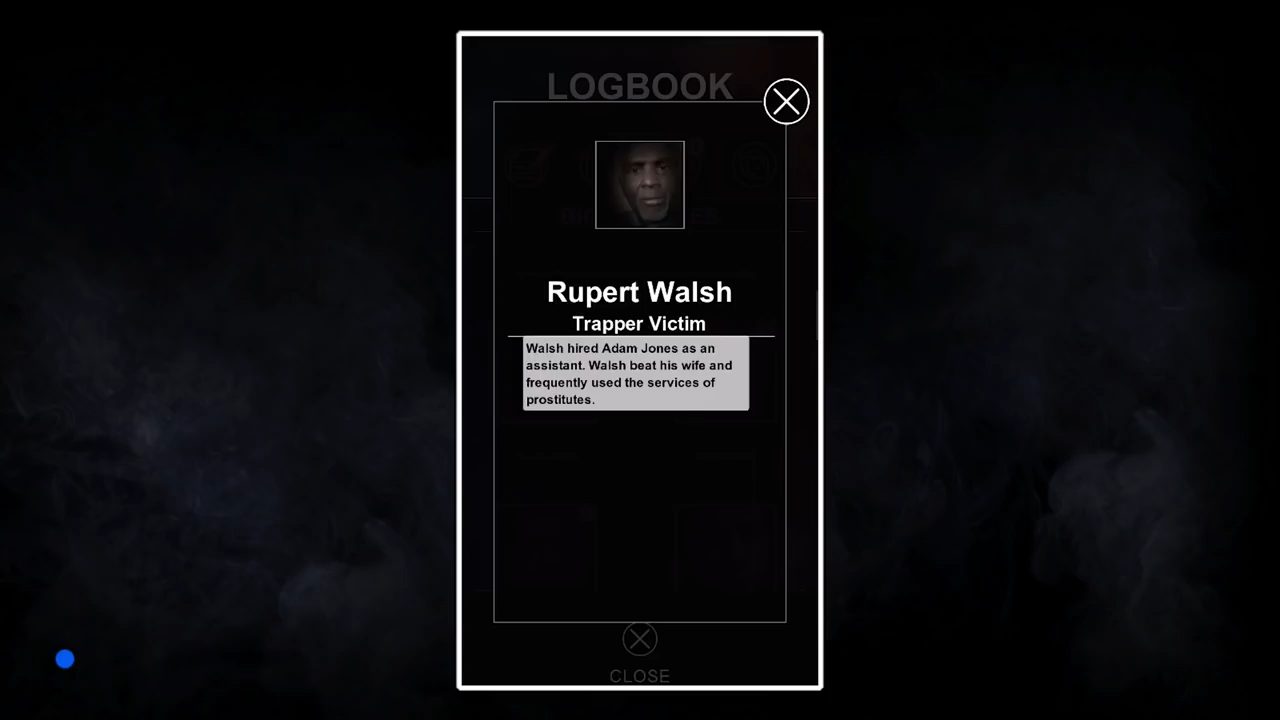 LOGBOOK
Rupert Walsh
Trapper Victim
Walsh hired Adam Jones as an
assistant. Walsh beat his wife and
frequently used the services of
prostitutes.
CLOSE